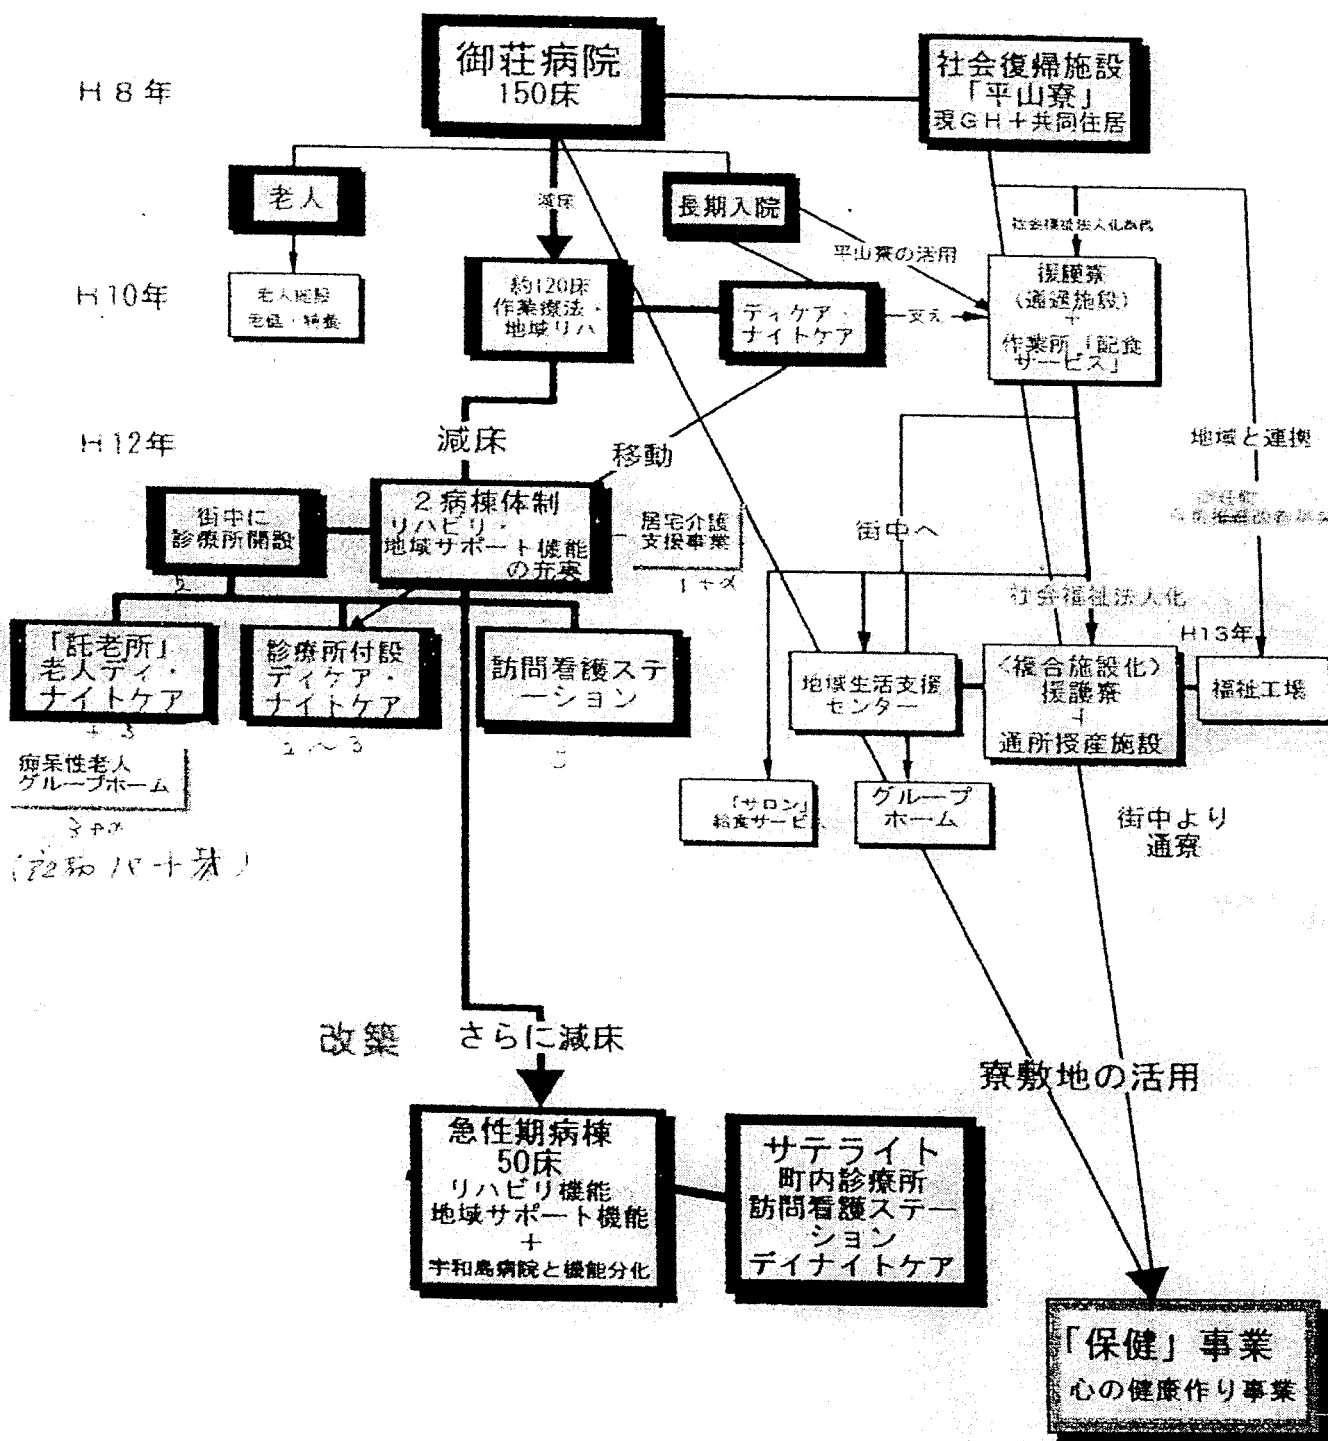 御荘病院
150床
社会復帰施設
「平山寮」
現GH+共同住居
H8年
老人
減床
長期入院
平山寮の活用
H10年
老人施設
老健・特養
約120床
作業療法・
地域リハ
ディケア・
ナイトケア
支え
援護寮
(通過施設)
+
作業所「配食
サービス」
H12年
減床
移動
地域と連携
街中に
診療所開設
2病棟体制
リハビリ・
地域サポート機能
の充実
居宅介護
支援事業
1+α
街中へ
社会福祉法人化
H13年
「託老所」
老人ディ・
ナイトケア
+3
診療所付設
ディケア・
ナイトケア
2〜3
訪問看護ステ
ーション
地域生活支援
センター
〈複合施設化〉
援護寮
+
通所授産施設
福祉工場
痴呆性老人
グループホーム
3+α
「サロン」
給食サービス
グループ
ホーム
街中より
通寮
改築
さらに減床
寮敷地の活用
急性期病棟
50床
リハビリ機能
地域サポート機能
+
宇和島病院と機能分化
サテライト
町内診療所
訪問看護ステー
ション
デイナイトケア
「保健」事業
心の健康作り事業